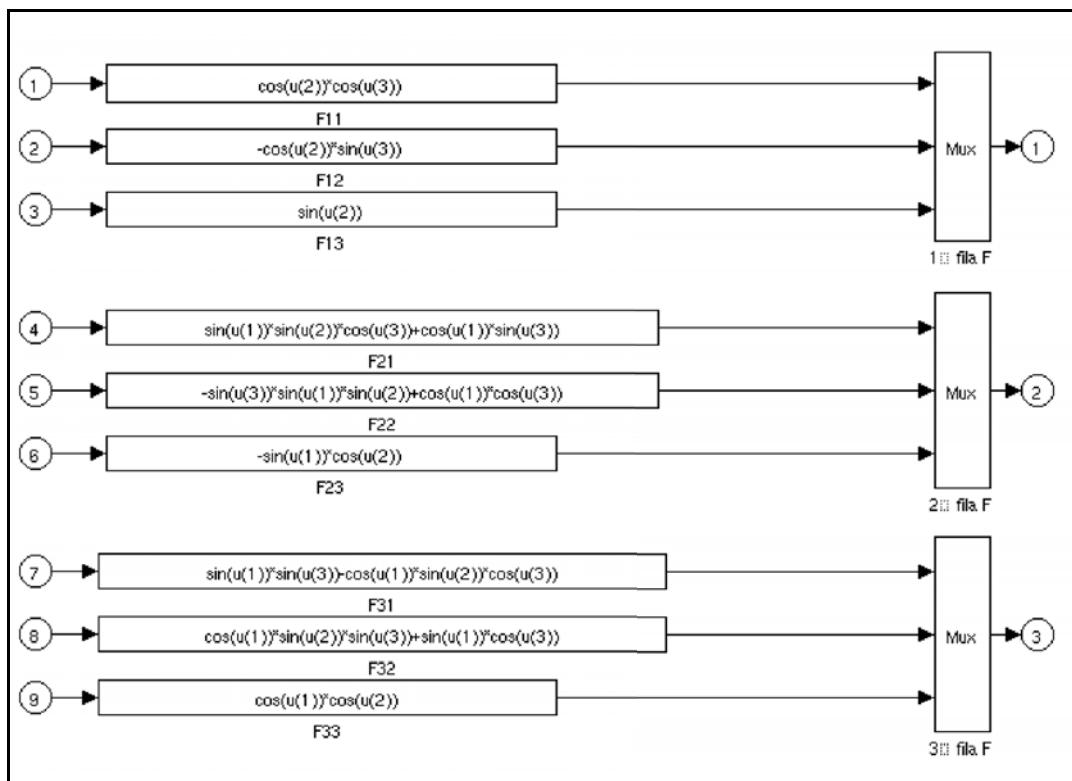 1
cos(u(2))*cos(u(3))
F11
2
-cos(u(2))*sin(u(3))
F12
Mux
1
3
sin(u(2))
F13
1 fila F
4
sin(u(1))*sin(u(2))*cos(u(3))+cos(u(1))*sin(u(3))
F21
5
-sin(u(3))*sin(u(1))*sin(u(2))+cos(u(1))*cos(u(3))
F22
Mux
2
6
-sin(u(1))*cos(u(2))
F23
2 fila F
7
sin(u(1))*sin(u(3))-cos(u(1))*sin(u(2))*cos(u(3))
F31
8
cos(u(1))*sin(u(2))*sin(u(3))+sin(u(1))*cos(u(3))
F32
Mux
3
9
cos(u(1))*cos(u(2))
F33
3 fila F